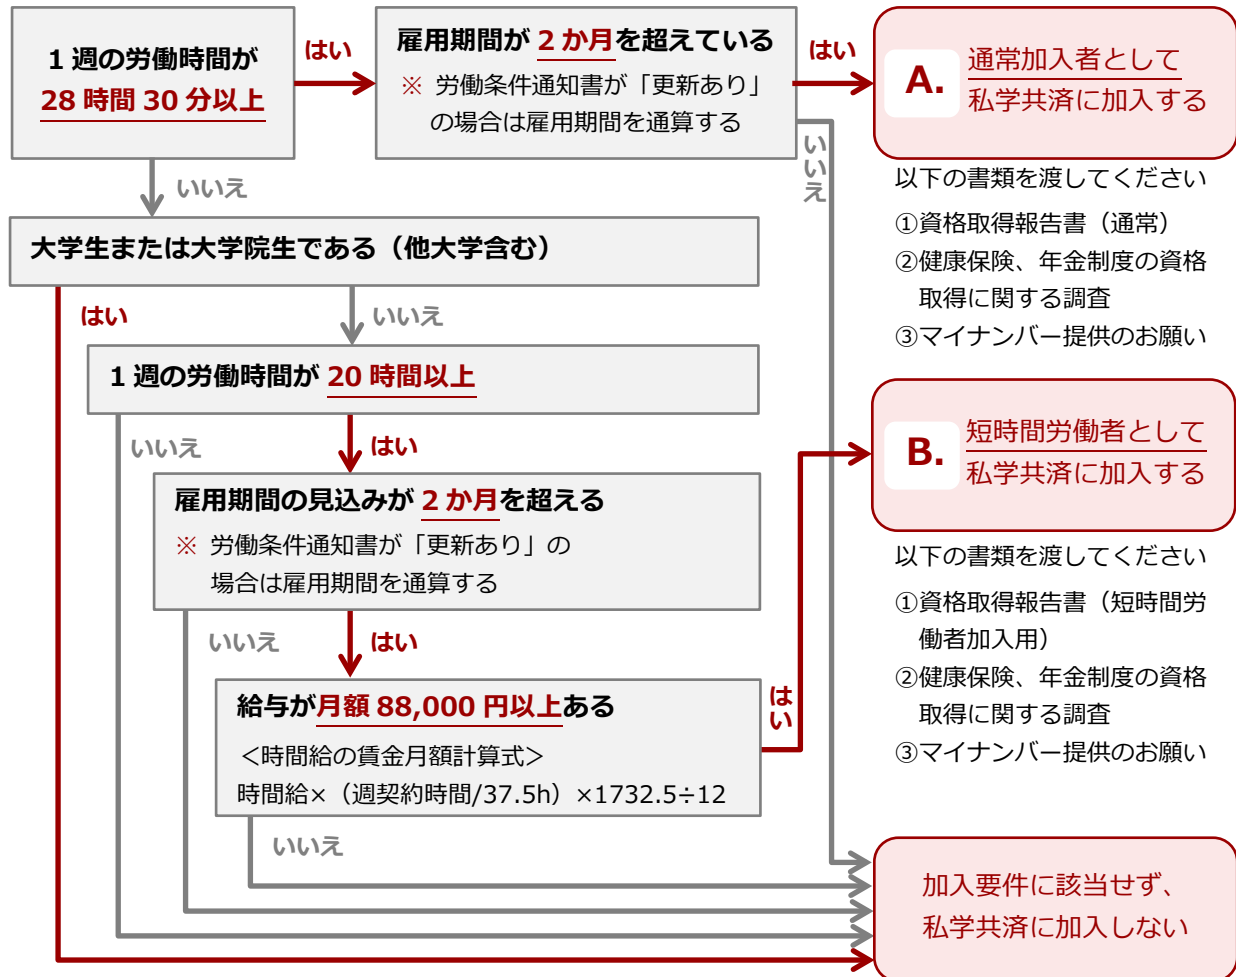 1 週の労働時間が
28 時間 30 分以上
はい
雇用期間が 2 か月を超えている
※ 労働条件通知書が「更新あり」
の場合は雇用期間を通算する
はい
A.
通常加入者として
私学共済に加入する
いいえ
以下の書類を渡してください
①資格取得報告書（通常）
②健康保険、年金制度の資格
取得に関する調査
③マイナンバー提供のお願い
いいえ
大学生または大学院生である（他大学含む）
はい
いいえ
1 週の労働時間が 20 時間以上
いいえ
はい
雇用期間の見込みが 2 か月を超える
※ 労働条件通知書が「更新あり」の
場合は雇用期間を通算する
いいえ
はい
給与が月額 88,000 円以上ある
＜時間給の賃金月額計算式＞
時間給×（週契約時間/37.5h）×1732.5÷12
はい
いいえ
B.
短時間労働者として
私学共済に加入する
以下の書類を渡してください
①資格取得報告書（短時間労
働者加入用）
②健康保険、年金制度の資格
取得に関する調査
③マイナンバー提供のお願い
加入要件に該当せず、
私学共済に加入しない